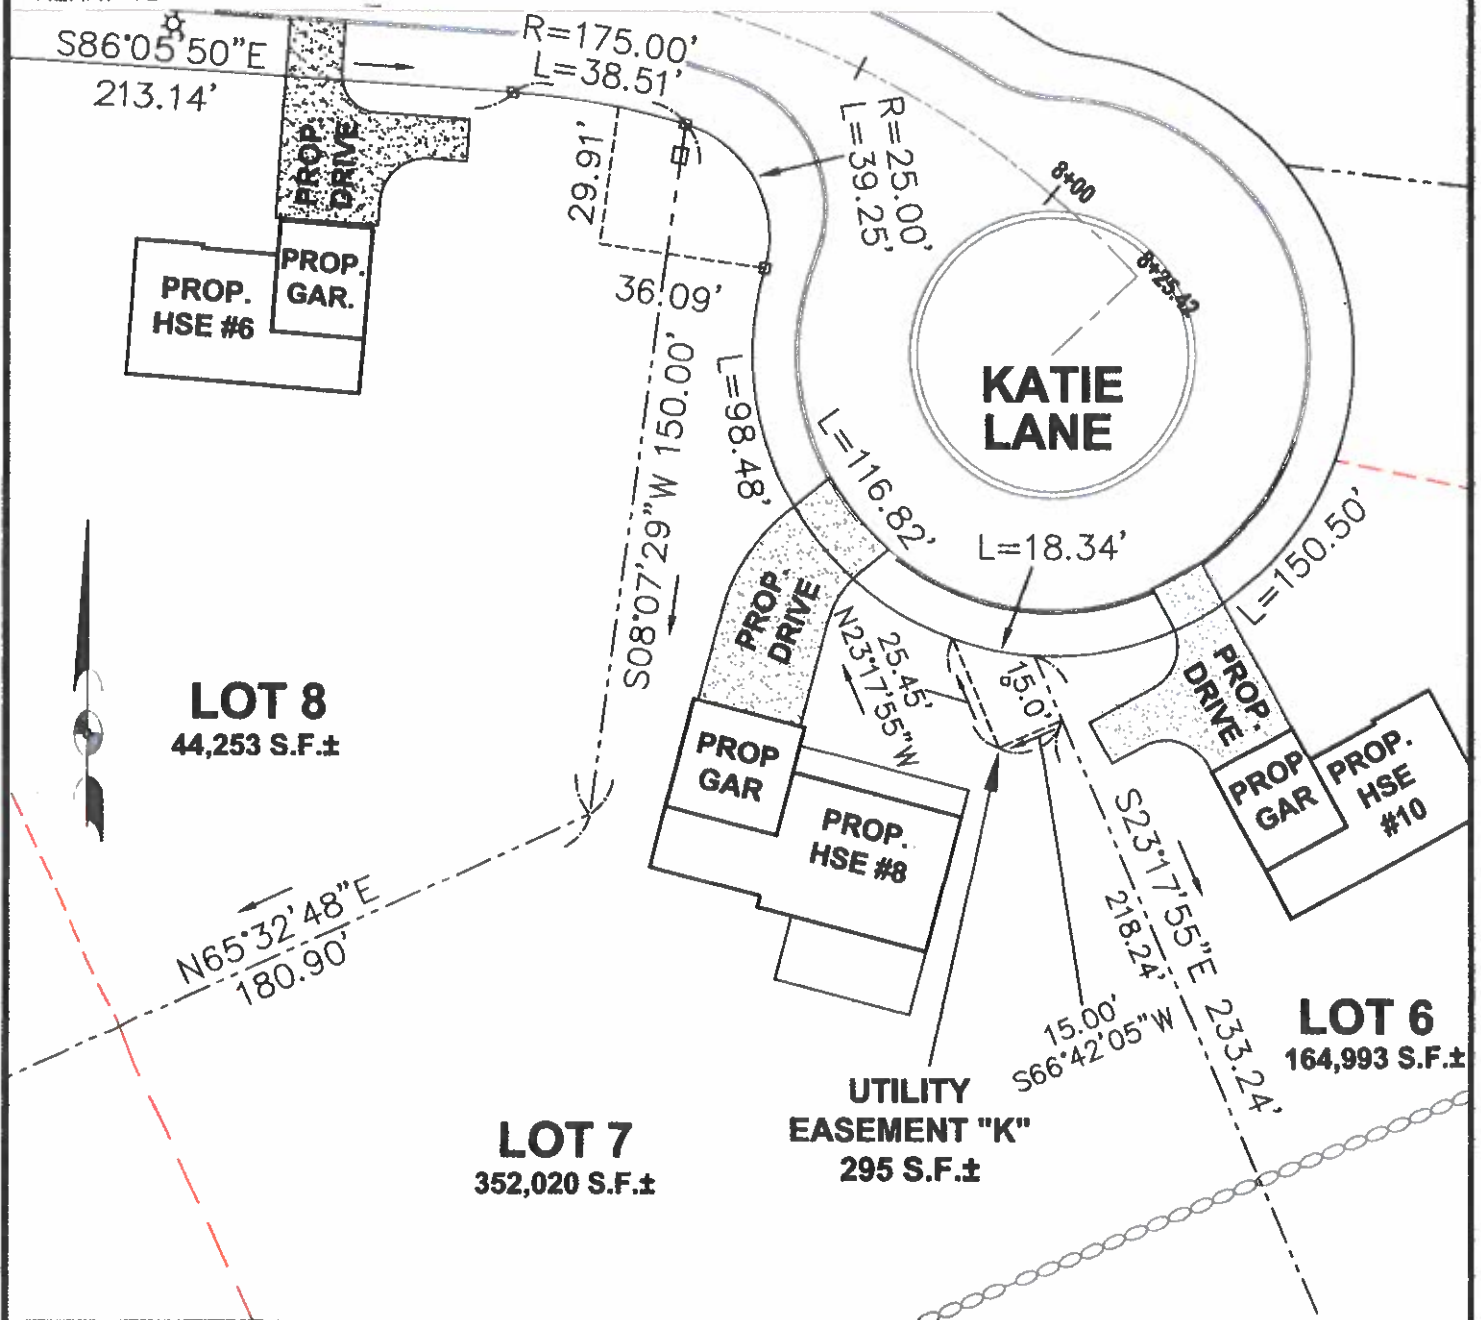 S86°05'50"E
213.14'
R=175.00'
L=38.51'
R=25.00'
L=39.25'
29.91'
36.09'
8+00
8+25.42
PROP.
DRIVE
PROP.
GAR.
PROP.
HSE #6
KATIE
LANE
S08°07'29"W 150.00'
L=98.48'
L=116.82'
L=18.34'
L=150.50'
PROP.
DRIVE
N23°17'55"W
25.45'
15.0'
PROP.
DRIVE
LOT 8
44,253 S.F.±
PROP
GAR
PROP.
HSE #8
PROP
GAR
PROP.
HSE
#10
S23°17'55"E 233.24'
218.24'
N65°32'48"E
180.90'
15.00'
S66°42'05"W
LOT 6
164,993 S.F.±
UTILITY
EASEMENT "K"
295 S.F.±
LOT 7
352,020 S.F.±